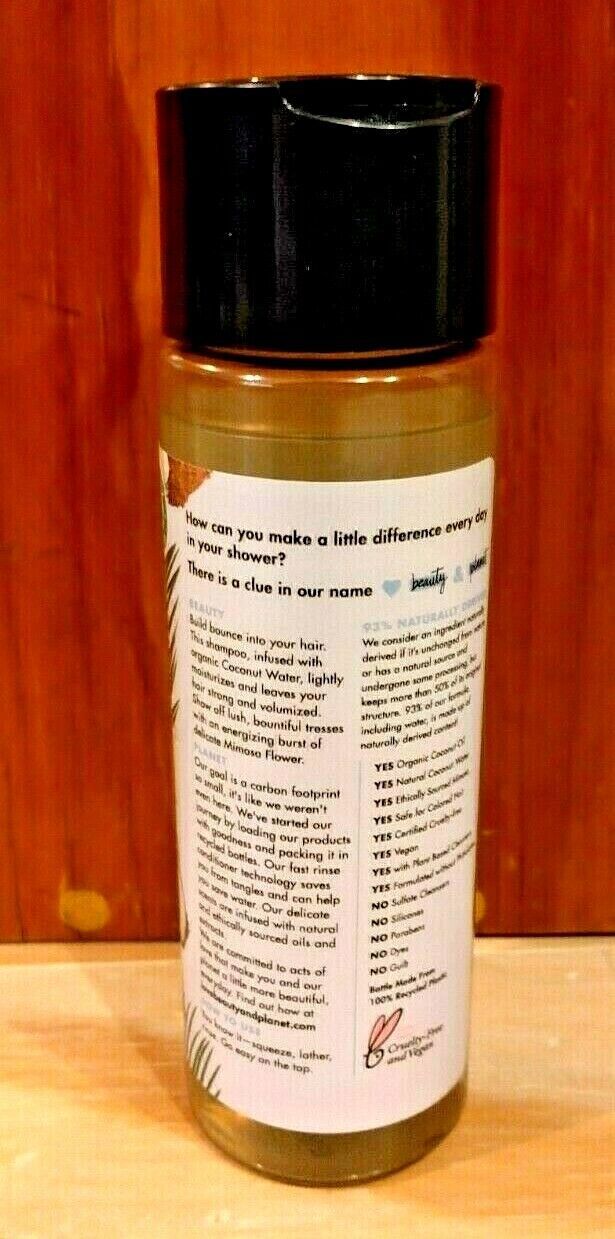 How can you make a little difference every day
in your shower?
There is a clue in our name beauty & planet
BEAUTY
Build bounce into your hair.
This shampoo, infused with
organic Coconut Water, lightly
moisturizes and leaves your
hair strong and volumized.
Show off lush, bountiful tresses
with an energizing burst of
delicate Mimosa Flower.
PLANET
Our goal is a carbon footprint
so small, it's like we weren't
even here. We've started our
journey by loading our products
with goodness and packing it in
recycled bottles. Our fast rinse
conditioner technology saves
you from tangles and can help
you save water. Our delicate
scents are infused with natural
and ethically sourced oils and
extracts
We are committed to acts of
love that make you and our
planet a little more beautiful,
everyday. Find out how at
lovebeautyandplanet.com
HOW TO USE
You know it—squeeze, lather,
rinse. Go easy on the tap.
93% NATURALLY DERIVED
We consider an ingredient naturally
derived if it's unchanged from nature
or has a natural source and
undergone some processing, but
keeps more than 50% of its original
structure. 93% of our formula,
including water, is made up of
naturally derived content
YES Organic Coconut Oil
YES Natural Coconut Water
YES Ethically Sourced Mimosa
YES Safe for Colored Hair
YES Certified Cruelty-free
YES Vegan
YES with Plant Based Cleansers
YES Formulated without
NO Sulfate Cleansers
NO Silicones
NO Parabens
NO Dyes
NO Guilt
Bottle Made From
100% Recycled Plastic
Cruelty-Free
and Vegan